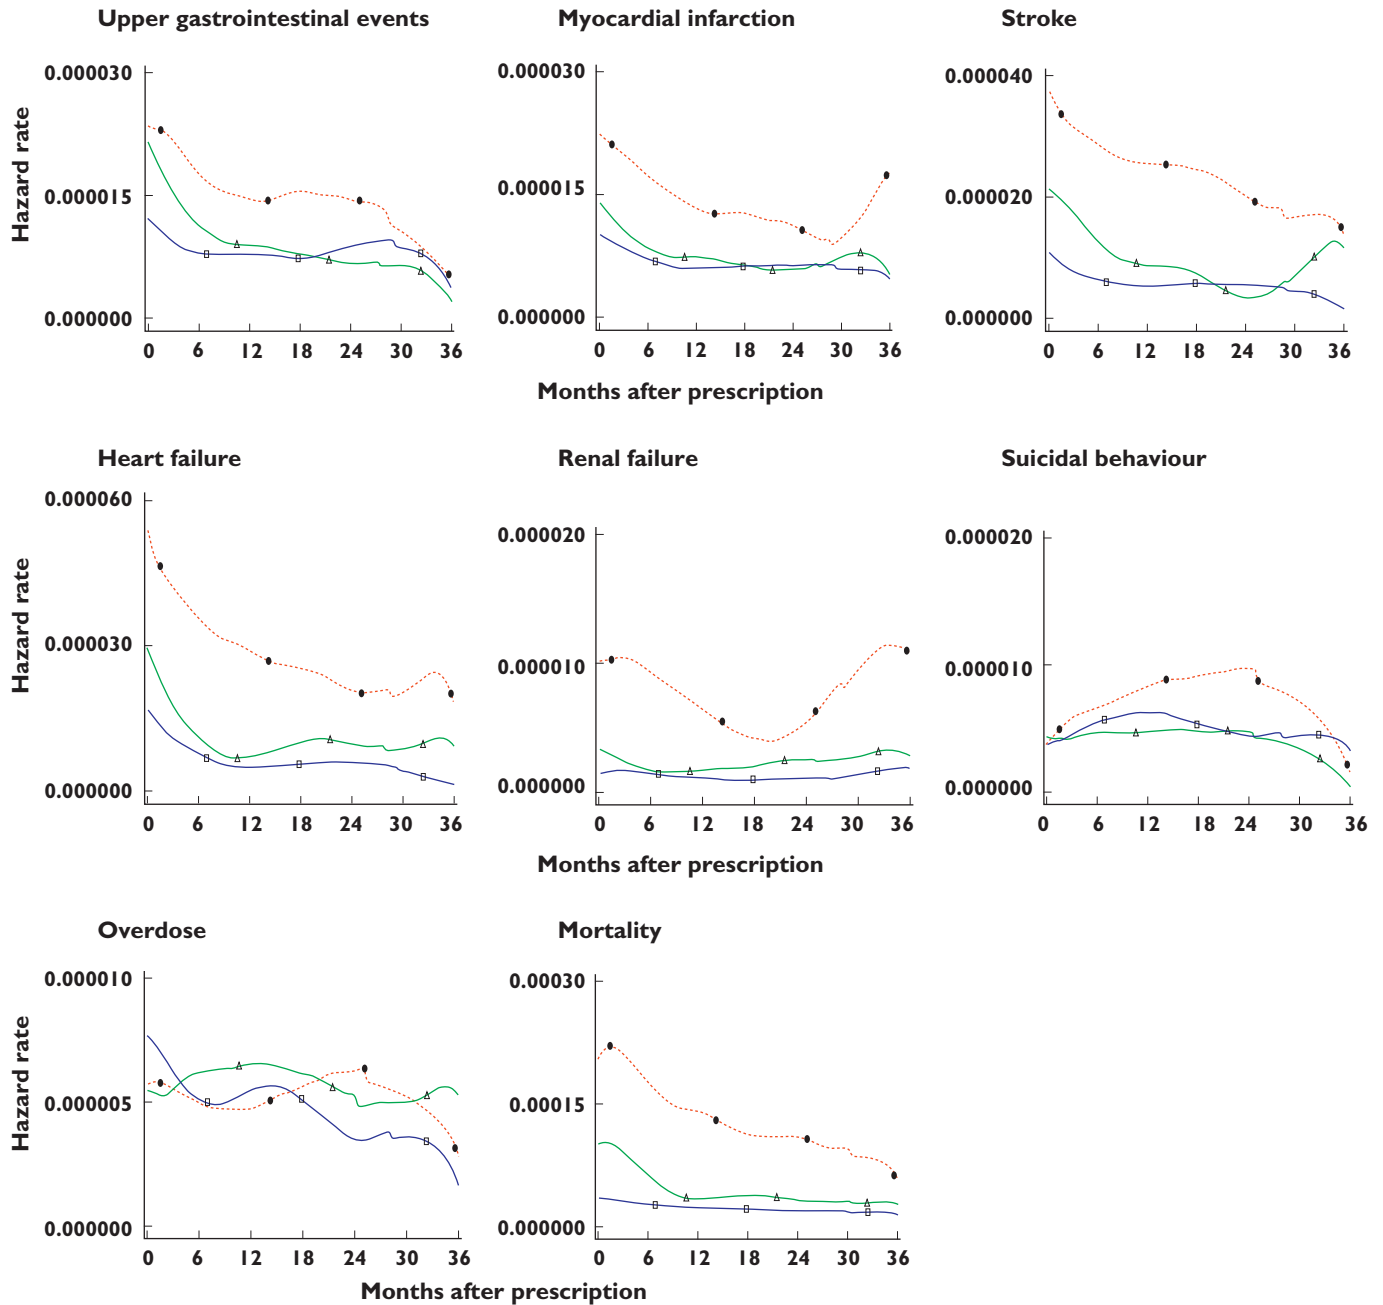 Upper gastrointestinal events
Myocardial infarction
Stroke
Hazard rate
0.000030
0.000015
0.000000
0 6 12 18 24 30 36
0.000030
0.000015
0.000000
0 6 12 18 24 30 36
0.000040
0.000020
0.000000
0 6 12 18 24 30 36
Months after prescription
Heart failure
Renal failure
Suicidal behaviour
Hazard rate
0.000060
0.000030
0.000000
0 6 12 18 24 30 36
0.000020
0.000010
0.000000
0 6 12 18 24 30 36
0.000020
0.000010
0.000000
0 6 12 18 24 30 36
Months after prescription
Overdose
Mortality
Hazard rate
0.000010
0.000005
0.000000
0 6 12 18 24 30 36
0.00030
0.00015
0.000000
0 6 12 18 24 30 36
Months after prescription